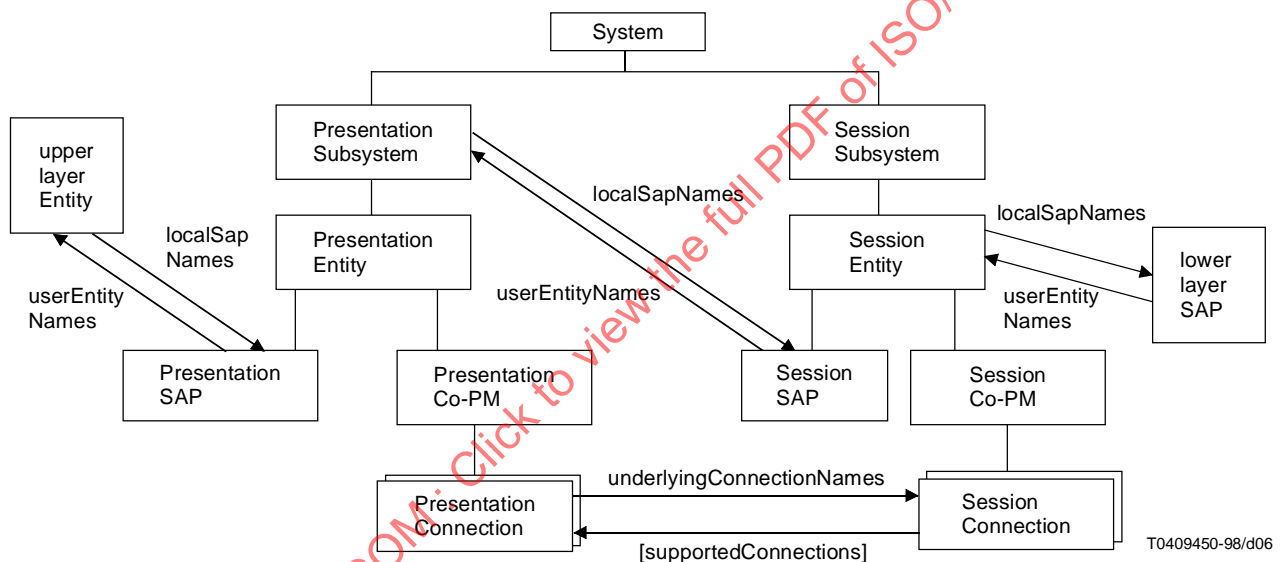 System
Presentation
Subsystem
Session
Subsystem
upper
layer
Entity
localSapNames
localSapNames
localSap
Names
Presentation
Entity
Session
Entity
lower
layer
SAP
userEntity
Names
userEntityNames
userEntity
Names
Presentation
SAP
Presentation
Co-PM
Session
SAP
Session
Co-PM
underlyingConnectionNames
Presentation
Connection
Session
Connection
[supportedConnections]
T0409450-98/d06
COM : Click to view the full PDF of ISO/